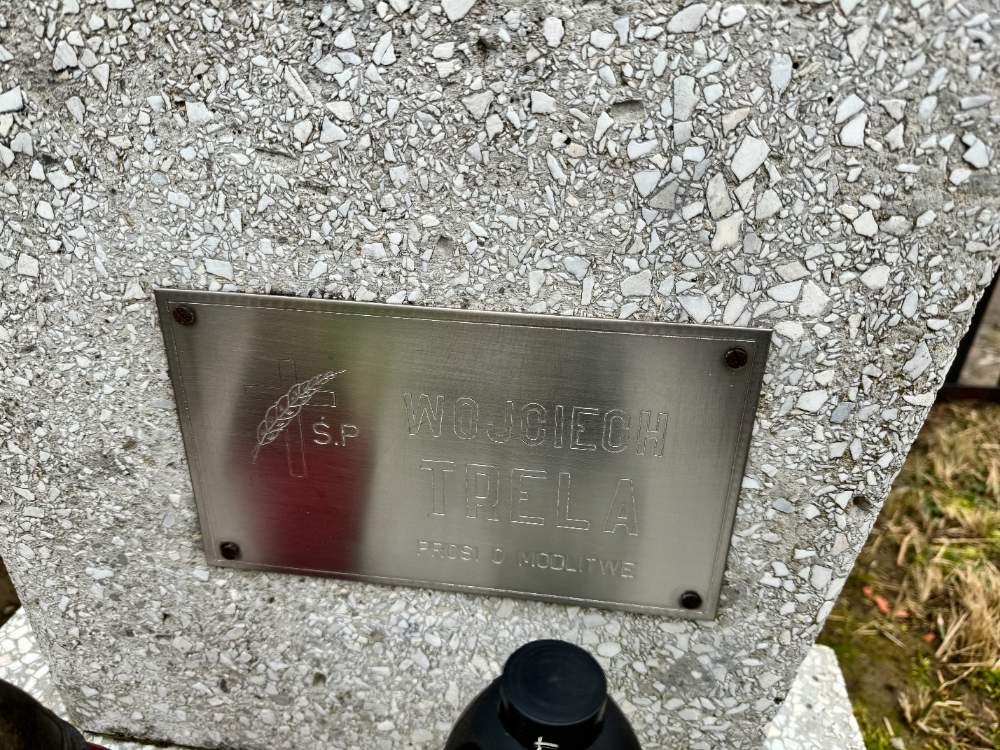 Ś.P
WOJCIECH
TRELA
PROSI O MODLITWĘ